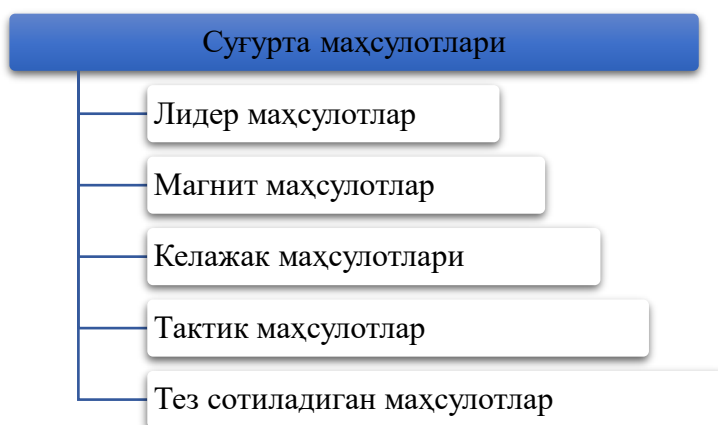 Суғурта маҳсулотлари
Лидер маҳсулотлар
Магнит маҳсулотлар
Келажак маҳсулотлари
Тактик маҳсулотлар
Тез сотиладиган маҳсулотлар